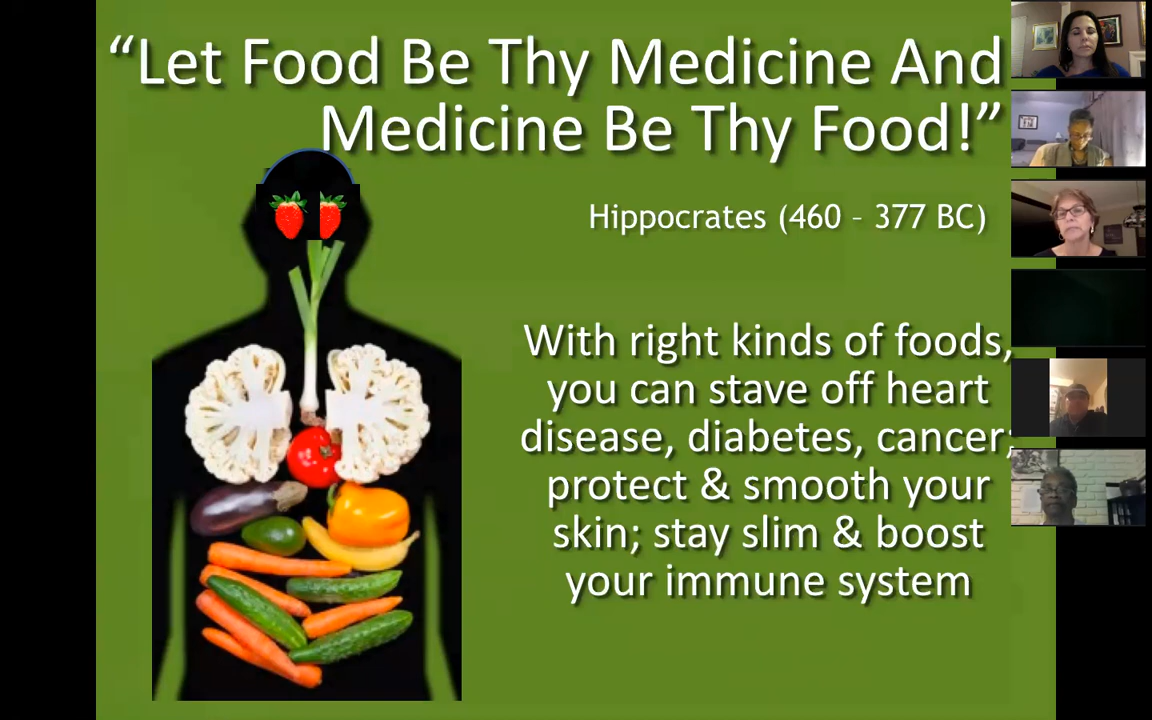 “Let Food Be Thy Medicine And
Medicine Be Thy Food!”
Hippocrates (460 – 377 BC)
With right kinds of foods,
you can stave off heart
disease, diabetes, cancer;
protect & smooth your
skin; stay slim & boost
your immune system